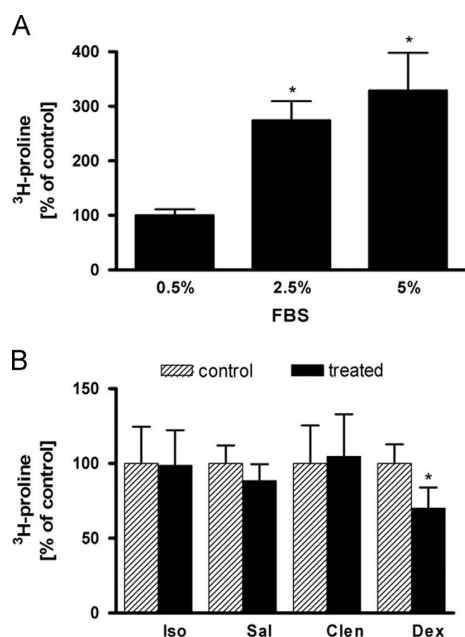 A
³H-proline
[% of control]
400
300
200
100
0
*
*
0.5% 2.5% 5%
FBS
B
control treated
³H-proline
[% of control]
150
100
50
0
*
Iso Sal Clen Dex